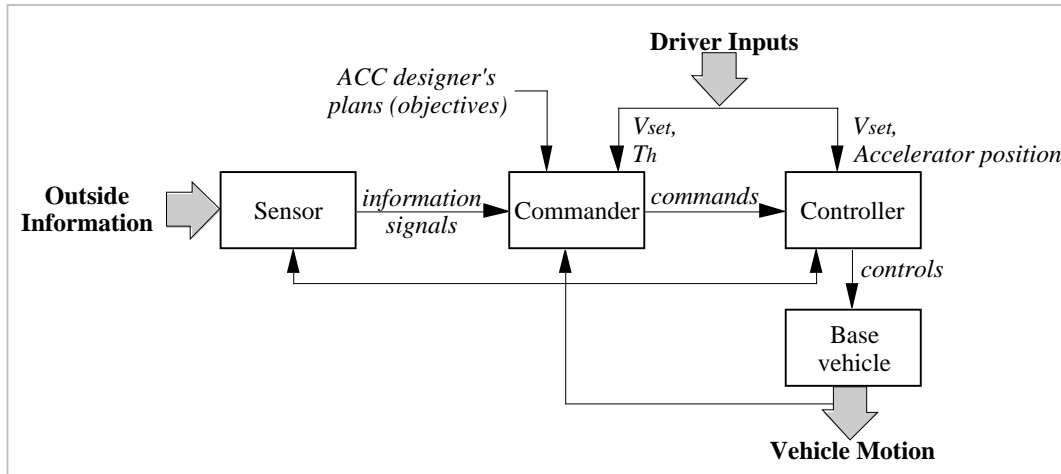 Driver Inputs
ACC designer's
plans (objectives)
Vset,
Th
Vset,
Accelerator position
Outside
Information
Sensor
information
signals
Commander
commands
Controller
controls
Base
vehicle
Vehicle Motion